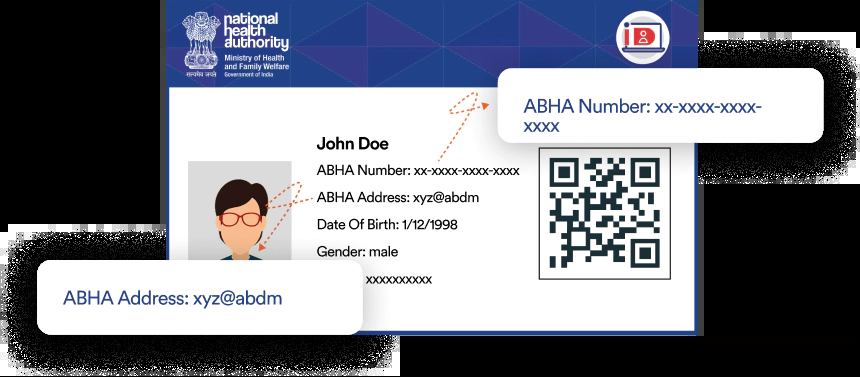 national
health
authority
Ministry of Health
and Family Welfare
Government of India
सत्यमेव जयते
iD
ABHA Number: xx-xxxx-xxxx-
xxxx
John Doe
ABHA Number: xx-xxxx-xxxx-xxxx
ABHA Address: xyz@abdm
Date Of Birth: 1/12/1998
Gender: male
xxxxxxxxxx
ABHA Address: xyz@abdm